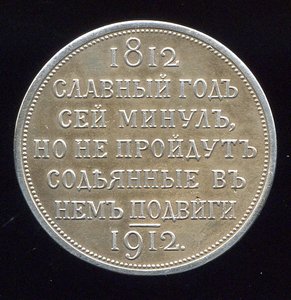 1812
СЛАВНЫЙ ГОДЪ
СЕЙ МИНУЛЪ,
НО НЕ ПРОЙДУТЪ
СОДѢЯННЫЕ ВЪ
НЕМЪ ПОДВИГИ
1912.